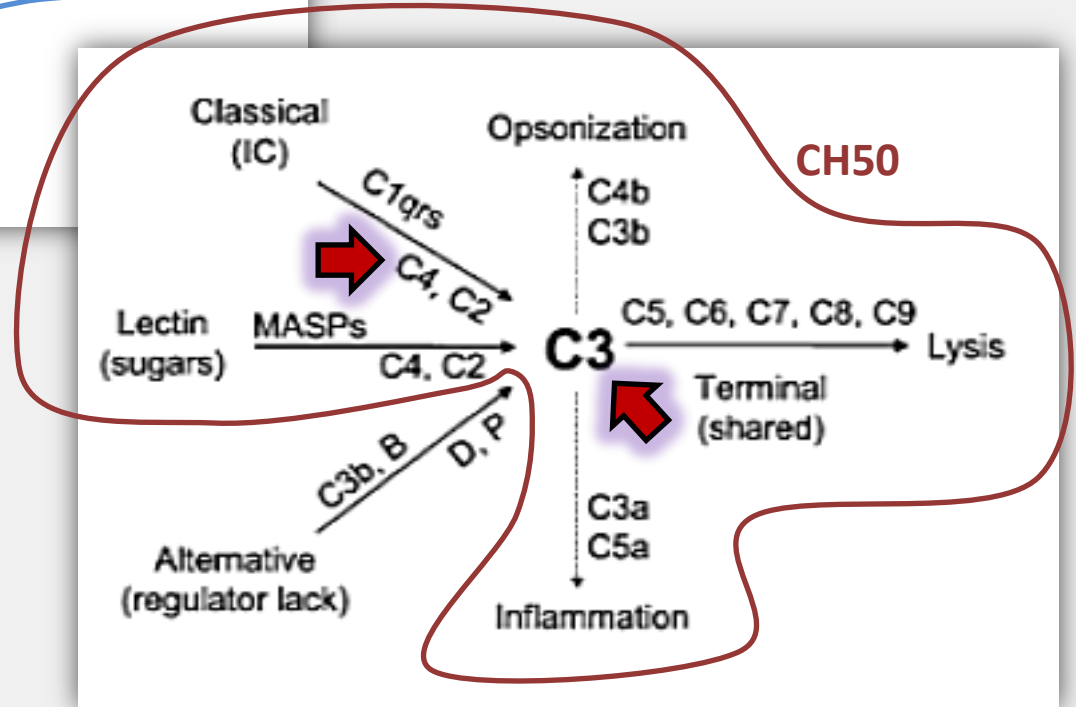 Classical
(IC)
C1qrs
C4, C2
Lectin
(sugars)
MASPs
C4, C2
C3b, B
D, P
Alternative
(regulator lack)
Opsonization
C4b
C3b
CH50
C3
C5, C6, C7, C8, C9
Lysis
Terminal
(shared)
C3a
C5a
Inflammation